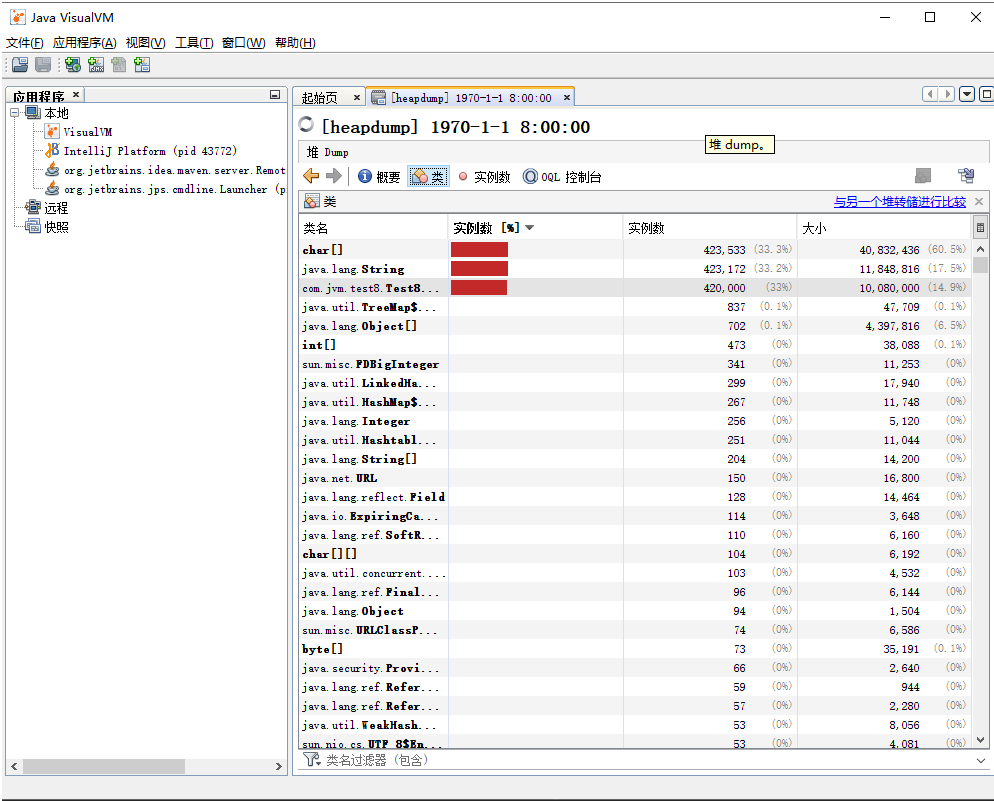 Java VisualVM
文件(F) 应用程序(A) 视图(V) 工具(T) 窗口(W) 帮助(H)
应用程序
本地
VisualVM
IntelliJ Platform (pid 43772)
org.jetbrains.idea.maven.server.Remot
org.jetbrains.jps.cmdline.Launcher (p
远程
快照
起始页 [heapdump] 1970-1-1 8:00:00
[heapdump] 1970-1-1 8:00:00
堆 dump。
堆 Dump
概要 类 实例数 OQL 控制台
类 与另一个堆转储进行比较
类名 实例数 [%] 实例数 大小
char[] 423,533 (33.3%) 40,832,436 (60.5%)
java.lang.String 423,172 (33.2%) 11,848,816 (17.5%)
com.jvm.test8.Test8... 420,000 (33%) 10,080,000 (14.9%)
java.util.TreeMap$... 837 (0.1%) 47,709 (0.1%)
java.lang.Object[] 702 (0.1%) 4,397,816 (6.5%)
int[] 473 (0%) 38,088 (0.1%)
sun.misc.FDBigInteger 341 (0%) 11,253 (0%)
java.util.LinkedHa... 299 (0%) 17,940 (0%)
java.util.HashMap$... 267 (0%) 11,748 (0%)
java.lang.Integer 256 (0%) 5,120 (0%)
java.util.Hashtabl... 251 (0%) 11,044 (0%)
java.lang.String[] 204 (0%) 14,200 (0%)
java.net.URL 150 (0%) 16,800 (0%)
java.lang.reflect.Field 128 (0%) 14,464 (0%)
java.io.ExpiringCa... 114 (0%) 3,648 (0%)
java.lang.ref.SoftR... 110 (0%) 6,160 (0%)
char[][] 104 (0%) 6,192 (0%)
java.util.concurrent.... 103 (0%) 4,532 (0%)
java.lang.ref.Final... 96 (0%) 6,144 (0%)
java.lang.Object 94 (0%) 1,504 (0%)
sun.misc.URLClassP... 74 (0%) 6,586 (0%)
byte[] 73 (0%) 35,191 (0.1%)
java.security.Provi... 66 (0%) 2,640 (0%)
java.lang.ref.Refer... 59 (0%) 944 (0%)
java.lang.ref.Refer... 57 (0%) 2,280 (0%)
java.util.WeakHash... 53 (0%) 8,056 (0%)
sun.nio.cs.UTF_8$En... 53 (0%) 4,081 (0%)
类名过滤器 (包含)